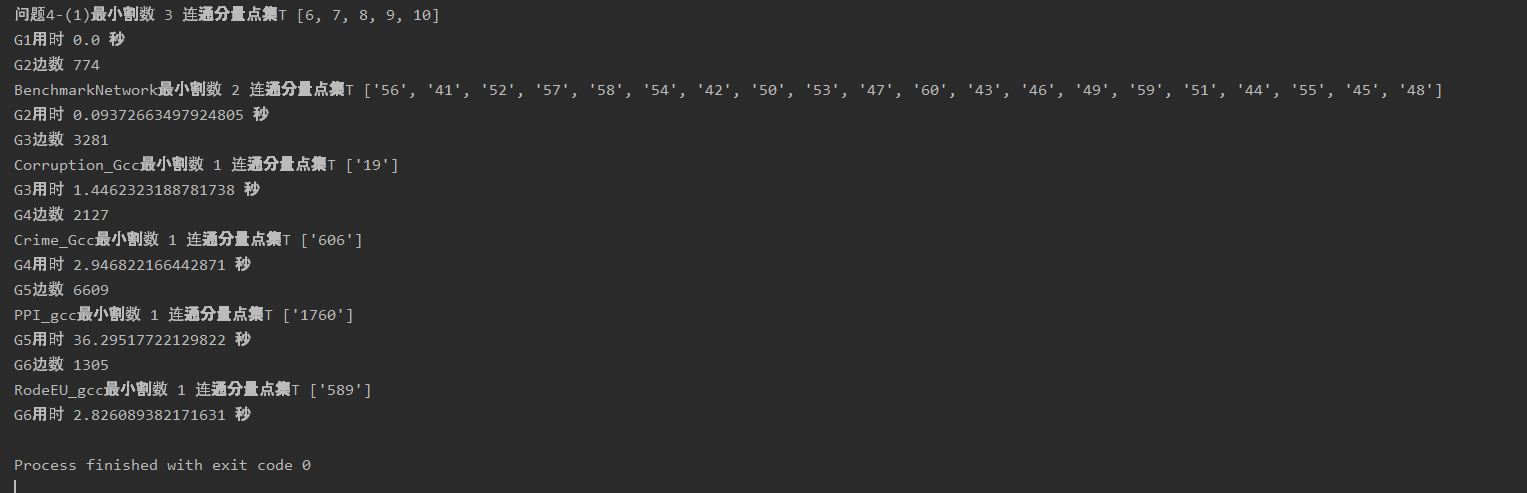 问题4-(1)最小割数 3 连通分量点集T [6, 7, 8, 9, 10]
G1用时 0.0 秒
G2边数 774
BenchmarkNetwork最小割数 2 连通分量点集T ['56', '41', '52', '57', '58', '54', '42', '50', '53', '47', '60', '43', '46', '49', '59', '51', '44', '55', '45', '48']
G2用时 0.09372663497924805 秒
G3边数 3281
Corruption_Gcc最小割数 1 连通分量点集T ['19']
G3用时 1.4462323188781738 秒
G4边数 2127
Crime_Gcc最小割数 1 连通分量点集T ['606']
G4用时 2.946822166442871 秒
G5边数 6609
PPI_gcc最小割数 1 连通分量点集T ['1760']
G5用时 36.29517722129822 秒
G6边数 1305
RodeEU_gcc最小割数 1 连通分量点集T ['589']
G6用时 2.826089382171631 秒
Process finished with exit code 0